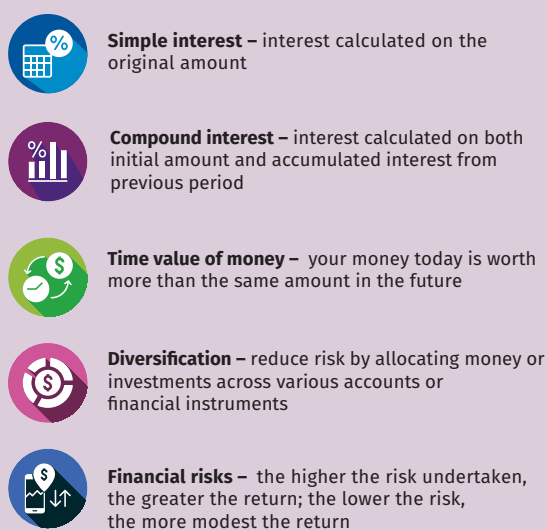 Simple interest – interest calculated on the
original amount
Compound interest – interest calculated on both
initial amount and accumulated interest from
previous period
Time value of money –  your money today is worth
more than the same amount in the future
Diversification – reduce risk by allocating money or
investments across various accounts or
financial instruments
Financial risks –  the higher the risk undertaken,
the greater the return; the lower the risk,
the more modest the return
%
%
$
$
$